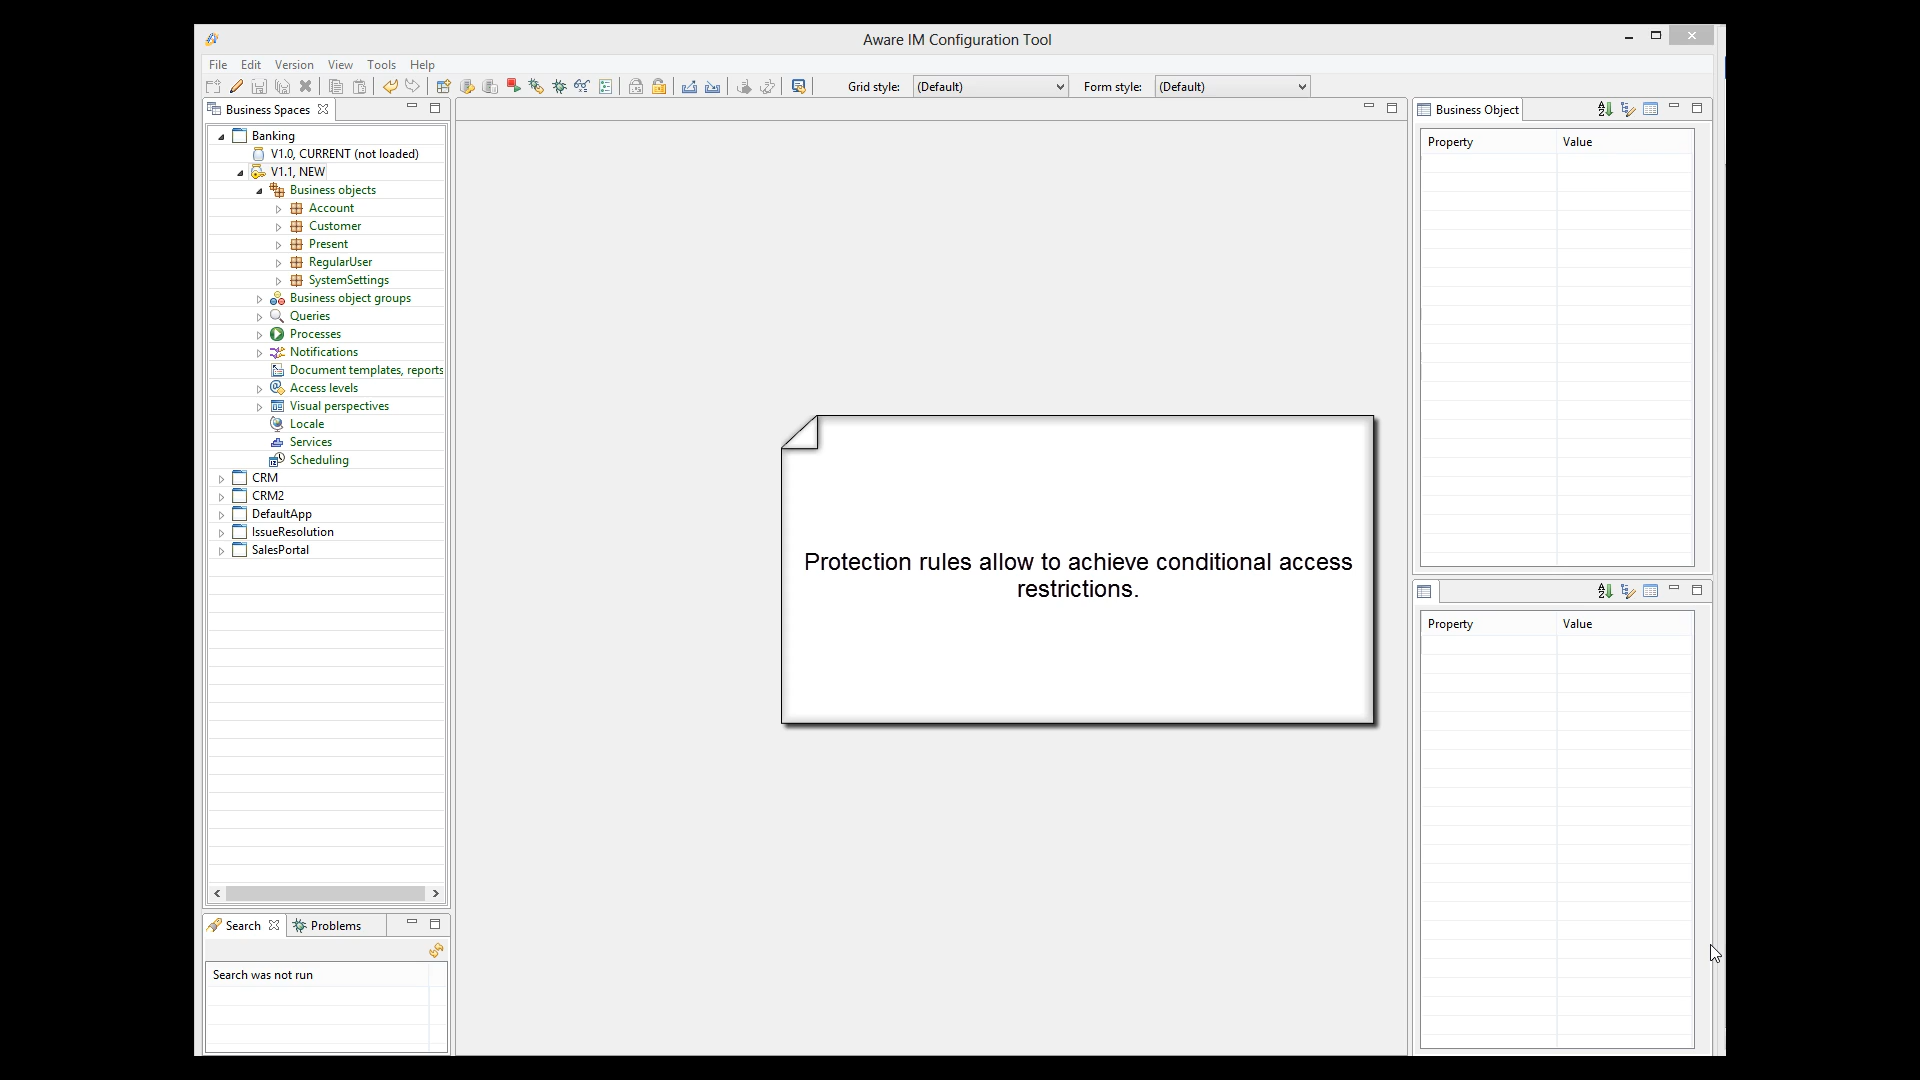 Aware IM Configuration Tool
File Edit Version View Tools Help
Grid style: (Default) Form style: (Default)
Business Spaces
Banking
V1.0, CURRENT (not loaded)
V1.1, NEW
Business objects
Account
Customer
Present
RegularUser
SystemSettings
Business object groups
Queries
Processes
Notifications
Document templates, reports
Access levels
Visual perspectives
Locale
Services
Scheduling
CRM
CRM2
DefaultApp
IssueResolution
SalesPortal
Search Problems
Search was not run
Protection rules allow to achieve conditional access
restrictions.
Business Object
Property Value
Property Value